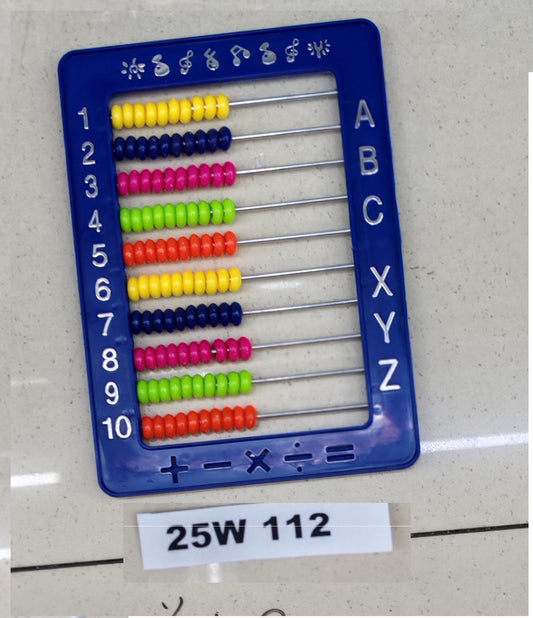 1 A
2 B
3
4 C
5
6 X
7 Y
8
9 Z
10
+ − × ÷ =
25W 112